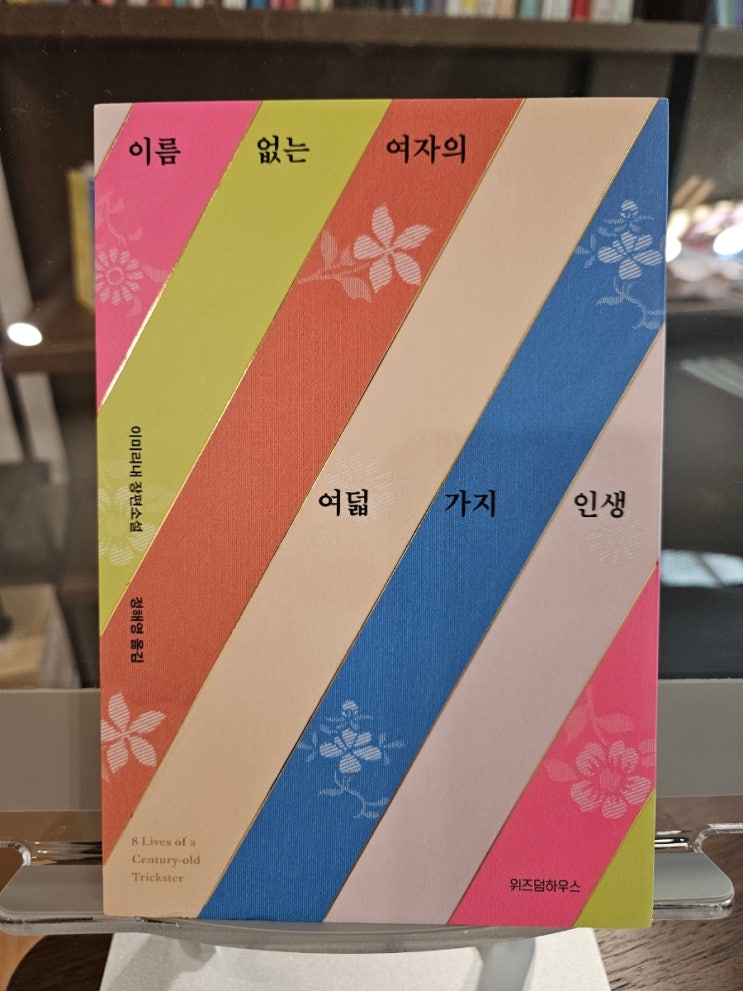 이름 없는 여자의
여덟 가지 인생
이미리내 장편소설
정해영 옮김
8 Lives of a
Century-old
Trickster
위즈덤하우스